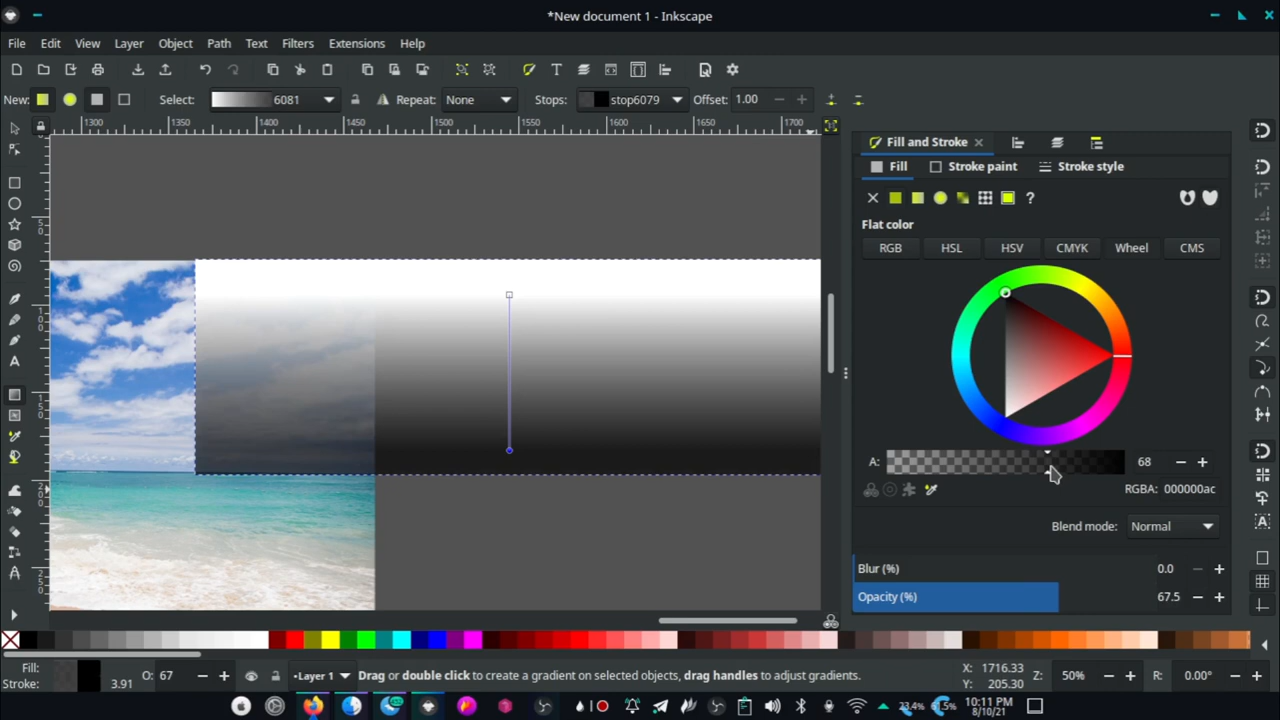 *New document 1 - Inkscape
File Edit View Layer Object Path Text Filters Extensions Help
New: Select: 6081 Repeat: None Stops: stop6079 Offset: 1.00
1300 1350 1400 1450 1500 1550 1600 1650 1700
Fill and Stroke
Fill Stroke paint Stroke style
?
Flat color
RGB HSL HSV CMYK Wheel CMS
A: 68
RGBA: 000000ac
Blend mode: Normal
Blur (%) 0.0
Opacity (%) 67.5
Fill:
Stroke: 3.91 O: 67 •Layer 1 Drag or double click to create a gradient on selected objects, drag handles to adjust gradients. X: 1716.33 Z: 50% R: 0.00°
Y: 205.30
23.4% 10:11 PM
8/10/21